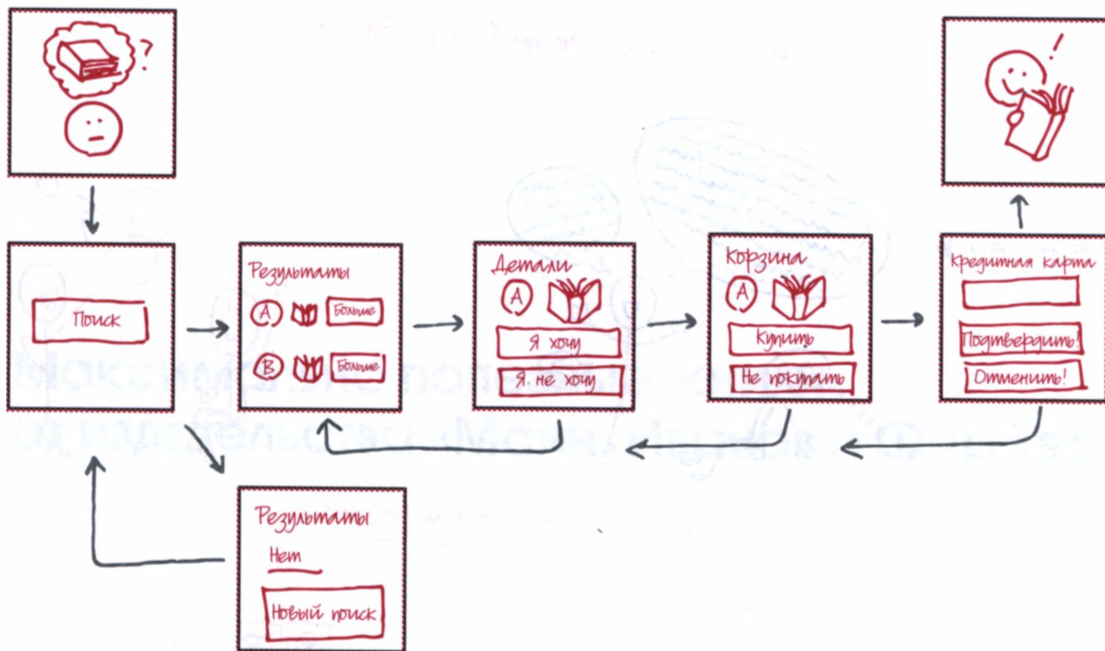 ?
!
Поиск
Результаты
A
Больше
B
Больше
Детали
A
Я хочу
Я не хочу
Корзина
A
Купить
Не покупать
Кредитная карта
Подтвердить!
Отменить!
Результаты
Нет
Новый поиск